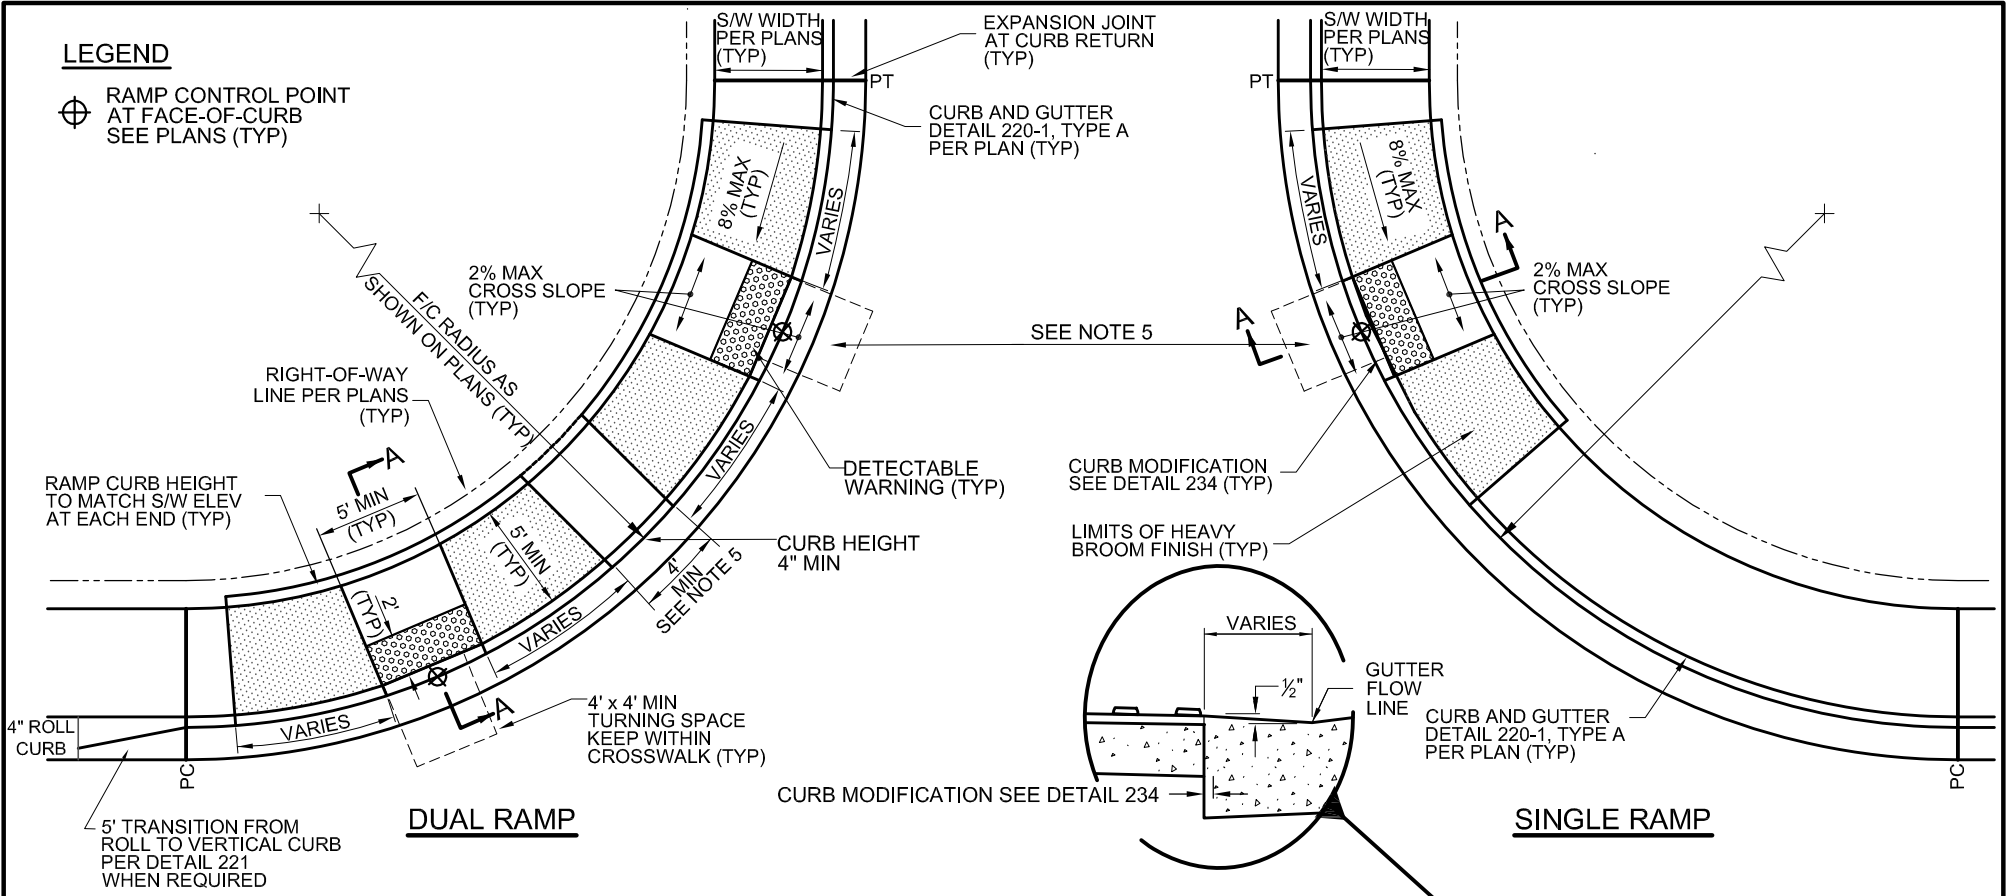 LEGEND
RAMP CONTROL POINT
AT FACE-OF-CURB
SEE PLANS (TYP)
S/W WIDTH
PER PLANS
(TYP)
EXPANSION JOINT
AT CURB RETURN
(TYP)
PT
CURB AND GUTTER
DETAIL 220-1, TYPE A
PER PLAN (TYP)
8% MAX
(TYP)
VARIES
2% MAX
CROSS SLOPE
(TYP)
F/C RADIUS AS
SHOWN ON PLANS (TYP)
RIGHT-OF-WAY
LINE PER PLANS
(TYP)
SEE NOTE 5
A
RAMP CURB HEIGHT
TO MATCH S/W ELEV
AT EACH END (TYP)
5' MIN
(TYP)
5' MIN
(TYP)
VARIES
DETECTABLE
WARNING (TYP)
CURB HEIGHT
4" MIN
4'
MIN
SEE NOTE 5
2'
(TYP)
VARIES
A
4' x 4' MIN
TURNING SPACE
KEEP WITHIN
CROSSWALK (TYP)
VARIES
4" ROLL
CURB
PC
5' TRANSITION FROM
ROLL TO VERTICAL CURB
PER DETAIL 221
WHEN REQUIRED
DUAL RAMP
S/W WIDTH
PER PLANS
(TYP)
PT
8% MAX
(TYP)
VARIES
A
2% MAX
CROSS SLOPE
(TYP)
A
CURB MODIFICATION
SEE DETAIL 234 (TYP)
LIMITS OF HEAVY
BROOM FINISH (TYP)
VARIES
½"
GUTTER
FLOW
LINE
CURB AND GUTTER
DETAIL 220-1, TYPE A
PER PLAN (TYP)
CURB MODIFICATION SEE DETAIL 234
PC
SINGLE RAMP